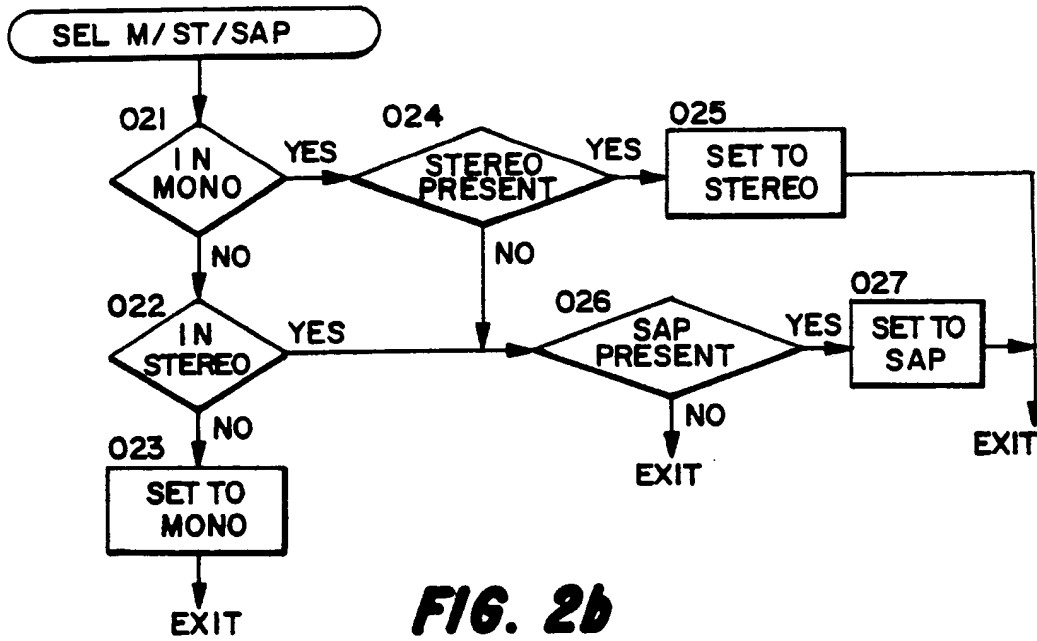 SEL M/ST/SAP
021
IN
MONO
YES
024
STEREO
PRESENT
YES
025
SET TO
STEREO
NO
NO
022
IN
STEREO
YES
026
SAP
PRESENT
YES
027
SET TO
SAP
NO
023
SET TO
MONO
NO
EXIT
EXIT
EXIT
FIG. 2b